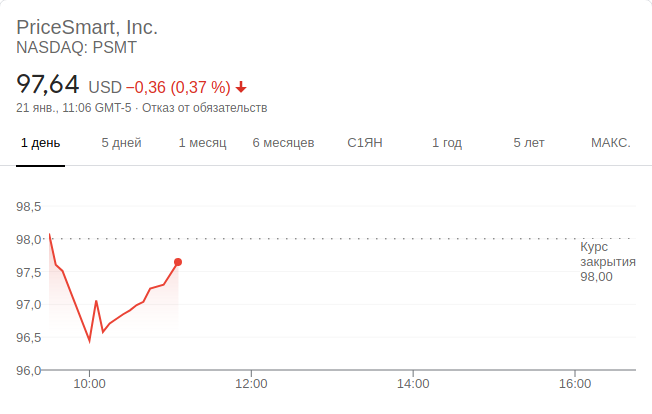 PriceSmart, Inc.
NASDAQ: PSMT
97,64 USD −0,36 (0,37 %)
21 янв., 11:06 GMT-5 · Отказ от обязательств
1 день 5 дней 1 месяц 6 месяцев С1ЯН 1 год 5 лет МАКС.
98,5
98,0
Курс
закрытия
98,00
97,5
97,0
96,5
96,0
10:00 12:00 14:00 16:00